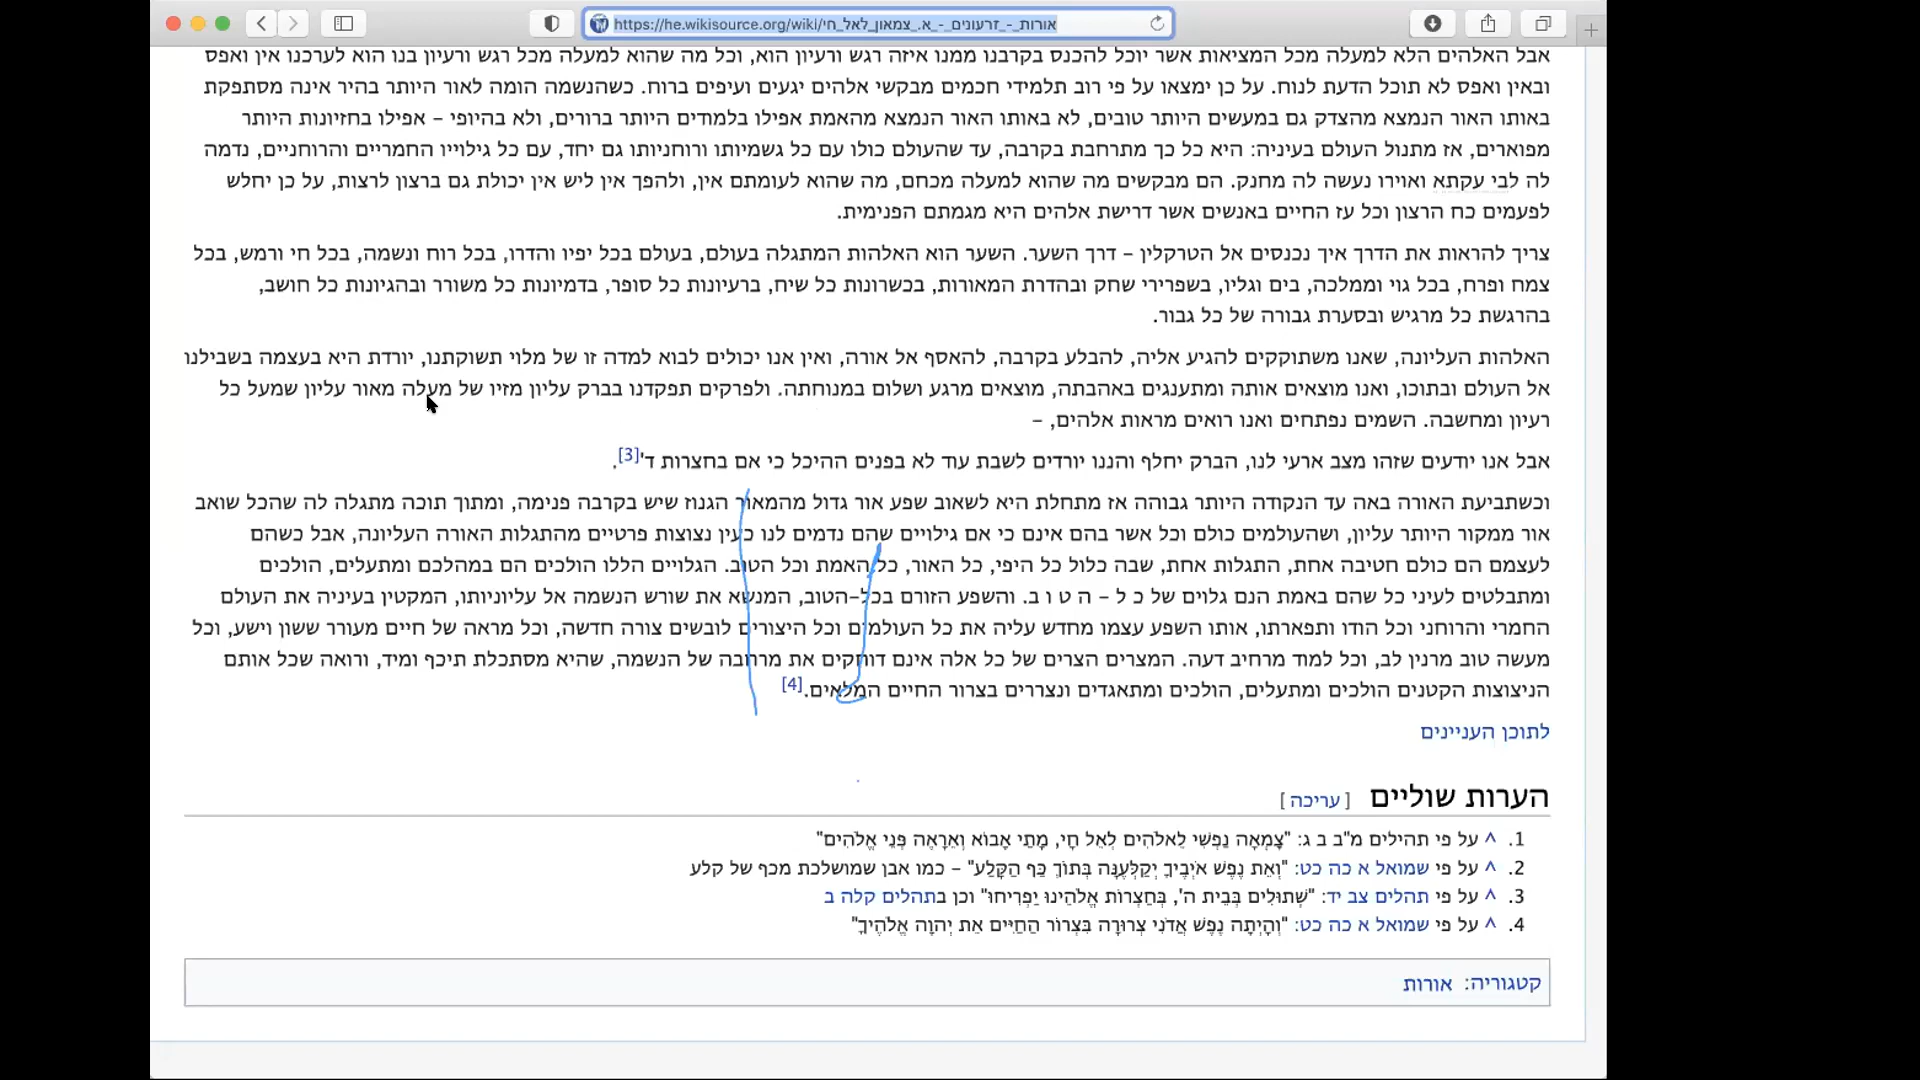 https://he.wikisource.org/wiki/אורות_-_זרעונים_-_א._צמאון_לאל_חי
אבל האלהים הלא למעלה מכל המציאות אשר יוכל להכנס בקרבנו ממנו איזה רגש ורעיון הוא, וכל מה שהוא למעלה מכל רגש ורעיון בנו הוא לערכנו אין ואפס
ובאין ואפס לא תוכל הדעת לנוח. על כן ימצאו על פי רוב תלמידי חכמים מבקשי אלהים יגעים ועיפים ברוח. כשהנשמה הומה לאור היותר בהיר אינה מסתפקת
באותו האור הנמצא מהצדק גם במעשים היותר טובים, לא באותו האור הנמצא מהאמת אפילו בלמודים היותר ברורים, ולא בהיופי – אפילו בחזיונות היותר
מפוארים, אז מתנול העולם בעיניה: היא כל כך מתרחבת בקרבה, עד שהעולם כולו עם כל גשמיותו ורוחניותו גם יחד, עם כל גילוייו החמריים והרוחניים, נדמה
לה לבי עקתא ואוירו נעשה לה מחנק. הם מבקשים מה שהוא למעלה מכחם, מה שהוא לעומתם אין, ולהפך אין ליש אין יכולת גם ברצון לרצות, על כן יחלש
לפעמים כח הרצון וכל עז החיים באנשים אשר דרישת אלהים היא מגמתם הפנימית.
צריך להראות את הדרך איך נכנסים אל הטרקלין – דרך השער. השער הוא האלהות המתגלה בעולם, בעולם בכל יפיו והדרו, בכל רוח ונשמה, בכל חי ורמש, בכל
צמח ופרח, בכל גוי וממלכה, בים וגליו, בשפרירי שחק ובהדרת המאורות, בכשרונות כל שיח, ברעיונות כל סופר, בדמיונות כל משורר ובהגיונות כל חושב,
בהרגשת כל מרגיש ובסערת גבורה של כל גבור.
האלהות העליונה, שאנו משתוקקים להגיע אליה, להבלע בקרבה, להאסף אל אורה, ואין אנו יכולים לבוא למדה זו של מלוי תשוקתנו, יורדת היא בעצמה בשבילנו
אל העולם ובתוכו, ואנו מוצאים אותה ומתענגים באהבתה, מוצאים מרגע ושלום במנוחתה. ולפרקים תפקדנו בברק עליון מזיו של מעלה מאור עליון שמעל כל
רעיון ומחשבה. השמים נפתחים ואנו רואים מראות אלהים, –
אבל אנו יודעים שזהו מצב ארעי לנו, הברק יחלף והננו יורדים לשבת עוד לא בפנים ההיכל כי אם בחצרות ד'[3].
וכשתביעת האורה באה עד הנקודה היותר גבוהה אז מתחלת היא לשאוב שפע אור גדול מהמאור הגנוז שיש בקרבה פנימה, ומתוך תוכה מתגלה לה שהכל שואב
אור ממקור היותר עליון, ושהעולמים כולם וכל אשר בהם אינם כי אם גילויים שהם נדמים לנו כעין נצוצות פרטיים מהתגלות האורה העליונה, אבל כשהם
לעצמם הם כולם חטיבה אחת, התגלות אחת, שבה כלול כל היפי, כל האור, כל האמת וכל הטוב. הגלויים הללו הולכים הם במהלכם ומתעלים, הולכים
ומתבלטים לעיני כל שהם באמת הנם גלוים של כ ל – ה ט ו ב. והשפע הזורם בכל–הטוב, המנשא את שורש הנשמה אל עליוניותו, המקטין בעיניה את העולם
החמרי והרוחני וכל הודו ותפארתו, אותו השפע עצמו מחדש עליה את כל העולמים וכל היצורים לובשים צורה חדשה, וכל מראה של חיים מעורר ששון וישע, וכל
מעשה טוב מרנין לב, וכל למוד מרחיב דעה. המצרים הצרים של כל אלה אינם דוחקים את מרחבה של הנשמה, שהיא מסתכלת תיכף ומיד, ורואה שכל אותם
הניצוצות הקטנים הולכים ומתעלים, הולכים ומתאגדים ונצררים בצרור החיים המלאים.[4]
לתוכן העניינים
הערות שוליים [ עריכה ]
1. ^ על פי תהילים מ"ב ב ג: "צָמְאָה נַפְשִׁי לֵאלֹהִים לְאֵל חָי, מָתַי אָבוֹא וְאֵרָאֶה פְּנֵי אֱלֹהִים"
2. ^ על פי שמואל א כה כט: "וְאֵת נֶפֶשׁ אֹיְבֶיךָ יְקַלְּעֶנָּה בְּתוֹךְ כַּף הַקָּלַע" – כמו אבן שמושלכת מכף של קלע
3. ^ על פי תהלים צב יד: "שְׁתוּלִים בְּבֵית ה', בְּחַצְרוֹת אֱלֹהֵינוּ יַפְרִיחוּ" וכן בתהלים קלה ב
4. ^ על פי שמואל א כה כט: "וְהָיְתָה נֶפֶשׁ אֲדֹנִי צְרוּרָה בִּצְרוֹר הַחַיִּים אֵת יְהוָה אֱלֹהֶיךָ"
קטגוריה: אורות